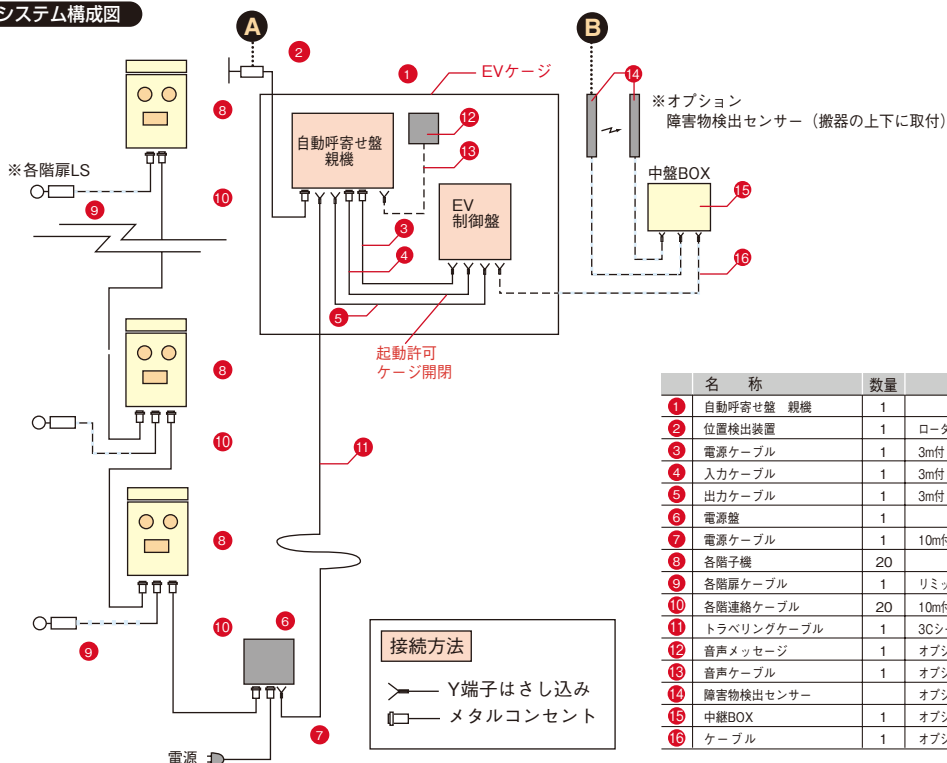 システム構成図
A
B
2
1
EVケージ
14
※オプション
障害物検出センサー（搬器の上下に取付）
8
自動呼寄せ盤
親機
12
13
中盤BOX
15
※各階扉LS
9
10
EV
制御盤
3
4
16
5
起動許可
ケージ開閉
8
10
11
8
10
6
9
接続方法
Y端子はさし込み
メタルコンセント
7
電源
名　称 数量
1 自動呼寄せ盤　親機 1
2 位置検出装置 1 ロータ
3 電源ケーブル 1 3m付
4 入力ケーブル 1 3m付
5 出力ケーブル 1 3m付
6 電源盤 1
7 電源ケーブル 1 10m付
8 各階子機 20
9 各階扉ケーブル 1 リミッ
10 各階連絡ケーブル 20 10m付
11 トラベリングケーブル 1 3Cシ
12 音声メッセージ 1 オプシ
13 音声ケーブル 1 オプシ
14 障害物検出センサー オプシ
15 中継BOX 1 オプシ
16 ケーブル 1 オプシ